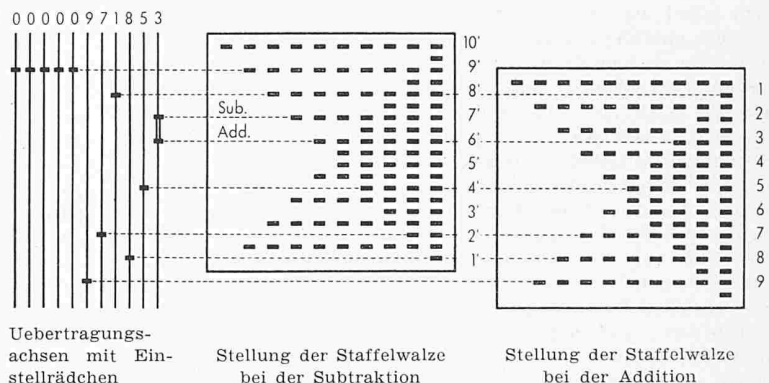 0 0 0 0 0 9 7 1 8 5 3
10'
9'
8'
7'
6'
5'
4'
3'
2'
1'
Sub.
Add.
1
2
3
4
5
6
7
8
9
Uebertragungs-
achsen mit Ein-
stellrädchen
Stellung der Staffelwalze
bei der Subtraktion
Stellung der Staffelwalze
bei der Addition